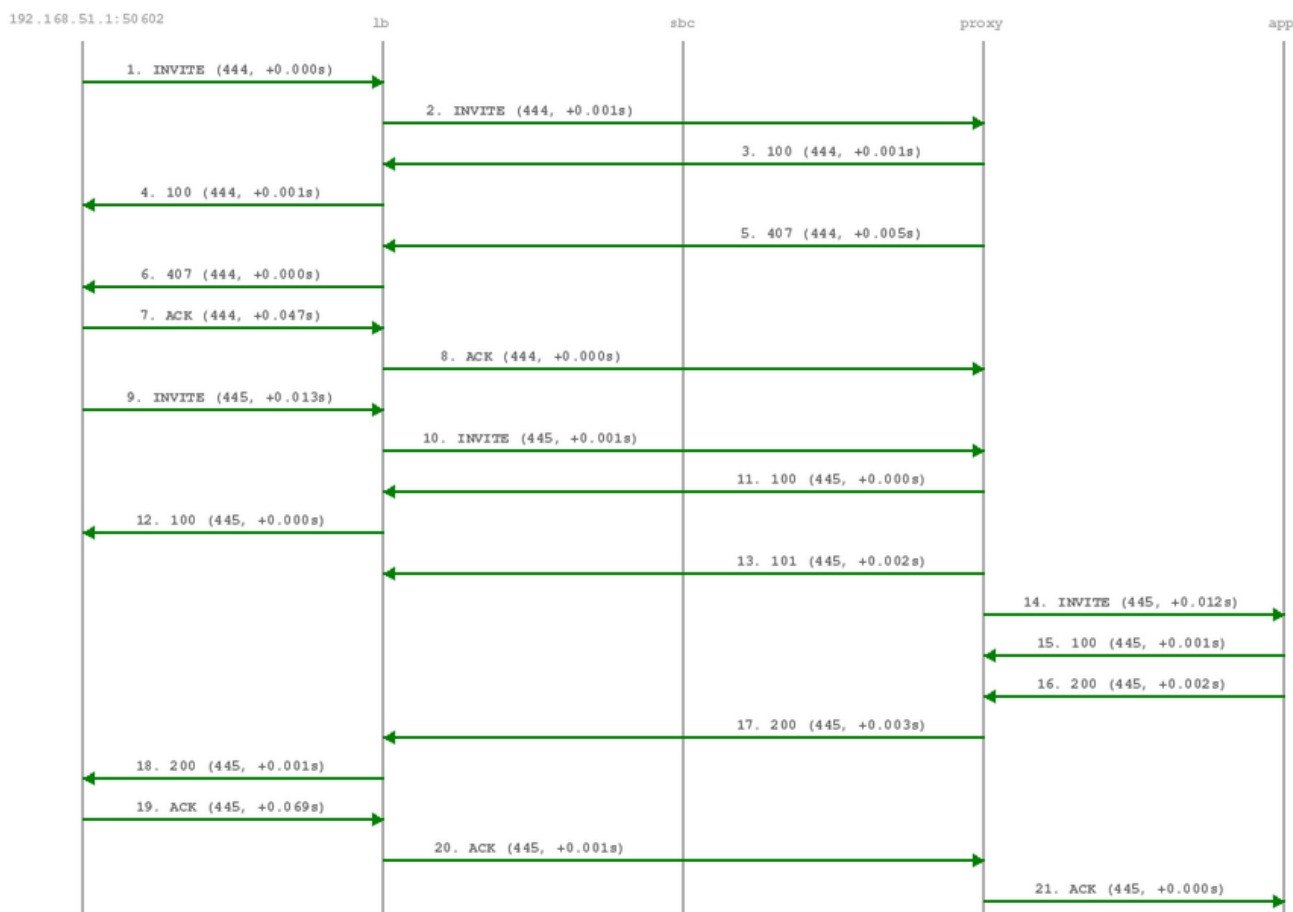 192.168.51.1:50602 lb sbc proxy app
1. INVITE (444, +0.000s)
2. INVITE (444, +0.001s)
3. 100 (444, +0.001s)
4. 100 (444, +0.001s)
5. 407 (444, +0.005s)
6. 407 (444, +0.000s)
7. ACK (444, +0.047s)
8. ACK (444, +0.000s)
9. INVITE (445, +0.013s)
10. INVITE (445, +0.001s)
11. 100 (445, +0.000s)
12. 100 (445, +0.000s)
13. 101 (445, +0.002s)
14. INVITE (445, +0.012s)
15. 100 (445, +0.001s)
16. 200 (445, +0.002s)
17. 200 (445, +0.003s)
18. 200 (445, +0.001s)
19. ACK (445, +0.069s)
20. ACK (445, +0.001s)
21. ACK (445, +0.000s)